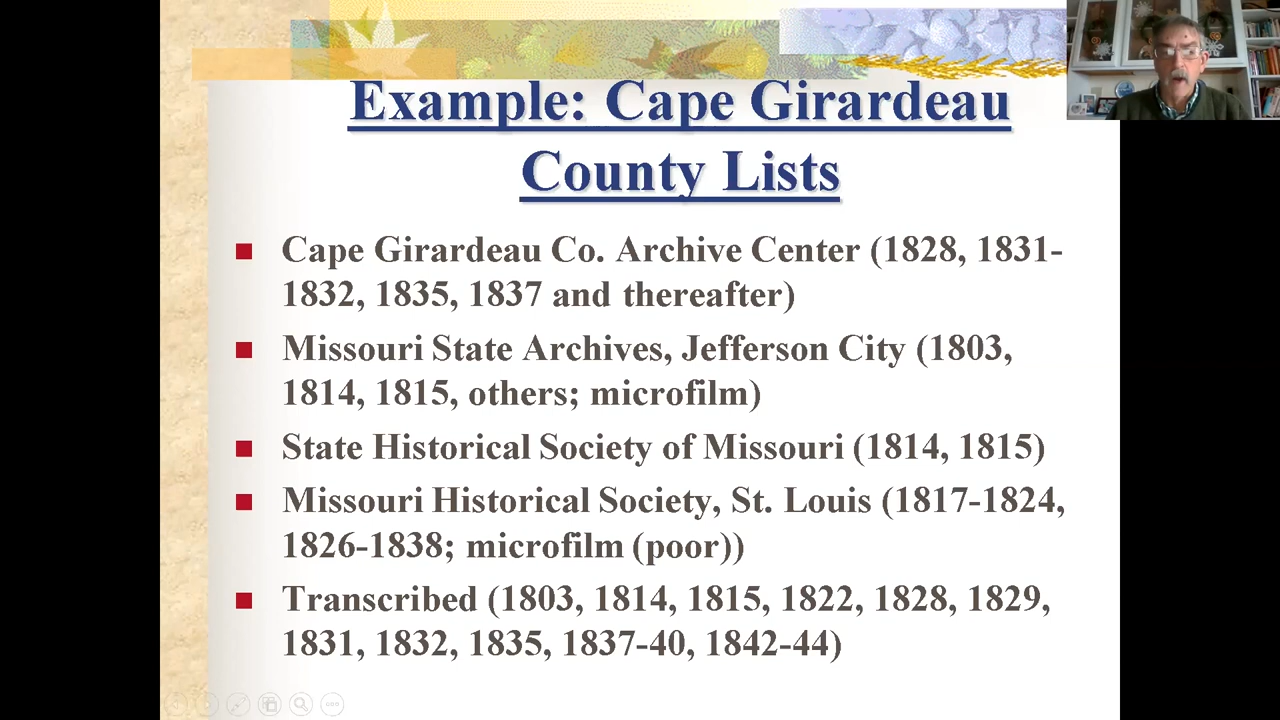 Example: Cape Girardeau
County Lists
Cape Girardeau Co. Archive Center (1828, 1831-
1832, 1835, 1837 and thereafter)
Missouri State Archives, Jefferson City (1803,
1814, 1815, others; microfilm)
State Historical Society of Missouri (1814, 1815)
Missouri Historical Society, St. Louis (1817-1824,
1826-1838; microfilm (poor))
Transcribed (1803, 1814, 1815, 1822, 1828, 1829,
1831, 1832, 1835, 1837-40, 1842-44)